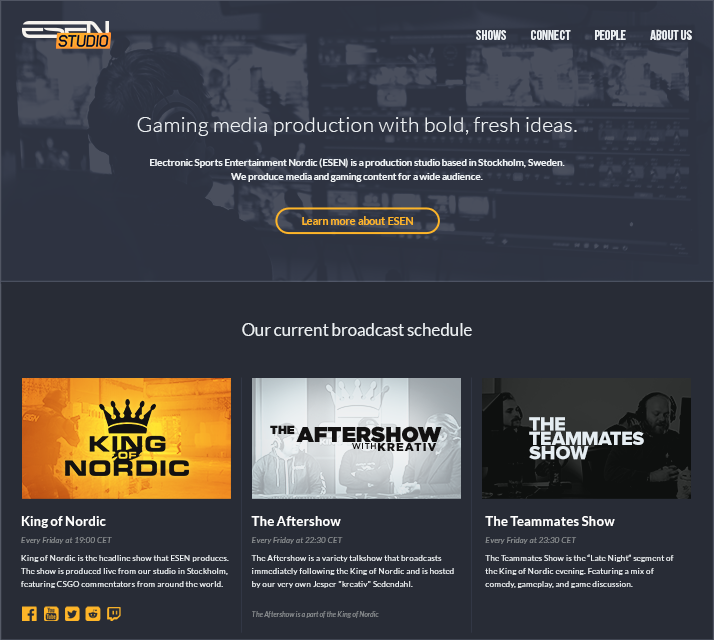 ESEN
STUDIO
SHOWS CONNECT PEOPLE ABOUT US
Gaming media production with bold, fresh ideas.
Electronic Sports Entertainment Nordic (ESEN) is a production studio based in Stockholm, Sweden.
We produce media and gaming content for a wide audience.
Learn more about ESEN
Our current broadcast schedule
KING
OF
NORDIC
King of Nordic
Every Friday at 19:00 CET
King of Nordic is the headline show that ESEN produces.
The show is produced live from our studio in Stockholm,
featuring CSGO commentators from around the world.
THE AFTERSHOW
WITH KREATIV
The Aftershow
Every Friday at 22:30 CET
The Aftershow is a variety talkshow that broadcasts
immediately following the King of Nordic and is hosted
by our very own Jesper "kreativ" Sedendahl.
The Aftershow is a part of the King of Nordic
THE
TEAMMATES
SHOW
The Teammates Show
Every Friday at 23:30 CET
The Teammates Show is the "Late Night" segment of
the King of Nordic evening. Featuring a mix of
comedy, gameplay, and game discussion.